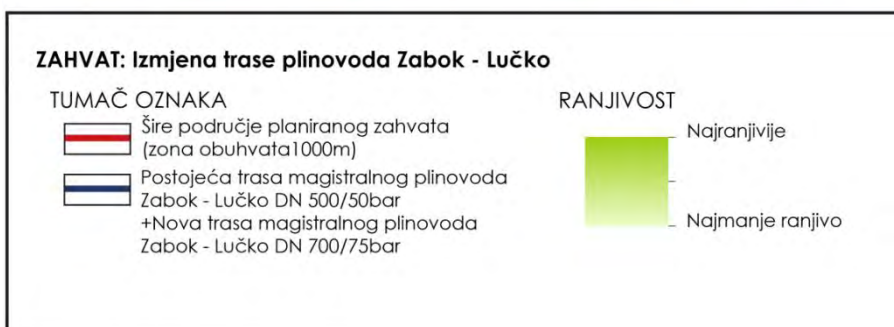 ZAHVAT: Izmjena trase plinovoda Zabok - Lučko
TUMAČ OZNAKA
Šire područje planiranog zahvata
(zona obuhvata1000m)
Postojeća trasa magistralnog plinovoda
Zabok - Lučko DN 500/50bar
+Nova trasa magistralnog plinovoda
Zabok - Lučko DN 700/75bar
RANJIVOST
Najranjivije
Najmanje ranjivo